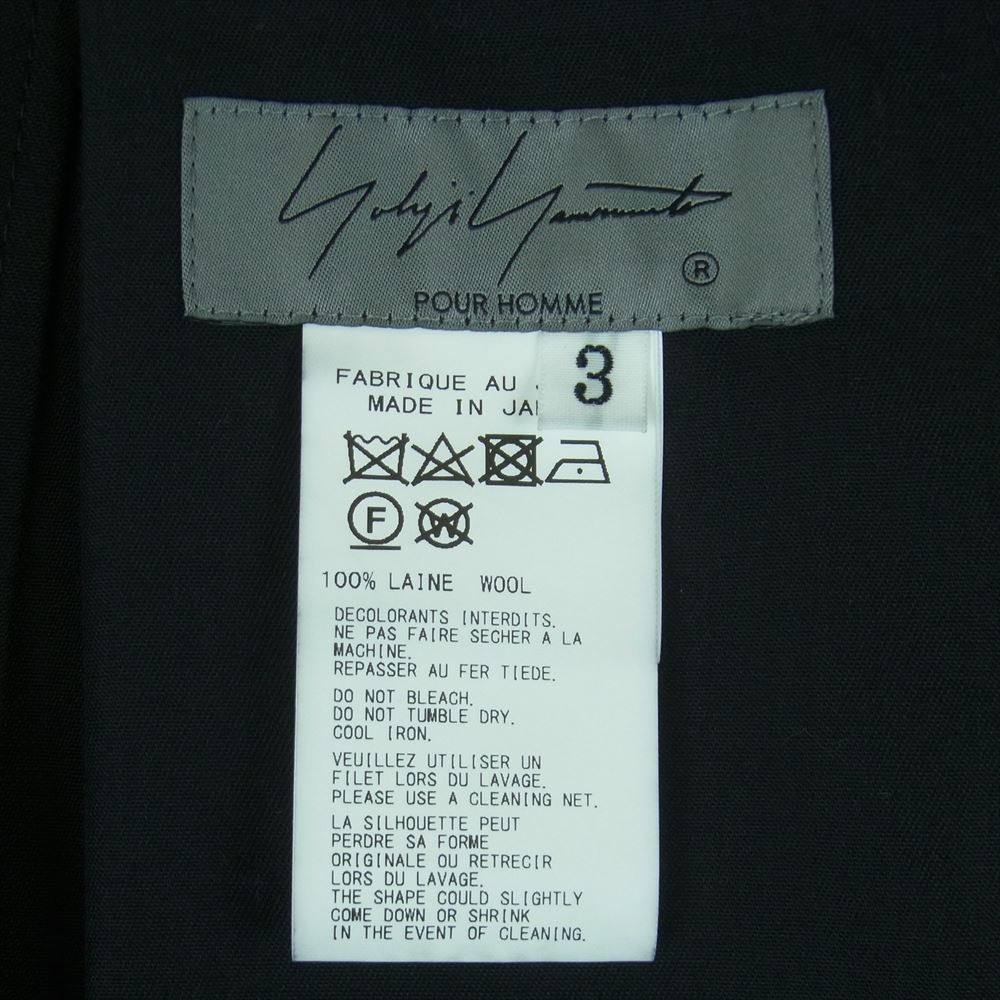 Yohji Yamamoto
®
POUR HOMME
3
FABRIQUE AU
MADE IN
F
W
100% LAINE WOOL
DECOLORANTS INTERDITS.
NE PAS FAIRE SECHER A LA
MACHINE.
REPASSER AU FER TIEDE.
DO NOT BLEACH.
DO NOT TUMBLE DRY.
COOL IRON.
VEUILLEZ UTILISER UN
FILET LORS DU LAVAGE.
PLEASE USE A CLEANING NET.
LA SILHOUETTE PEUT
PERDRE SA FORME
ORIGINALE OU RETRECIR
LORS DU LAVAGE.
THE SHAPE COULD SLIGHTLY
COME DOWN OR SHRINK
IN THE EVENT OF CLEANING.